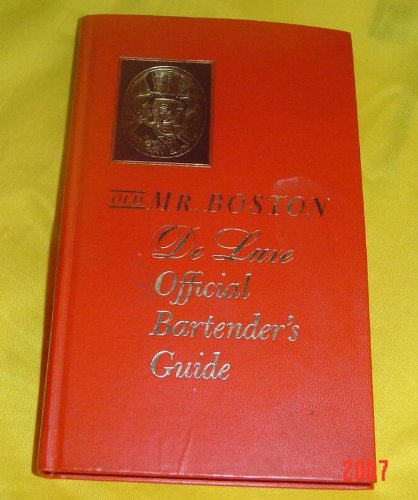 OLD MR. BOSTON
De Luxe
Official
Bartender's
Guide
2007